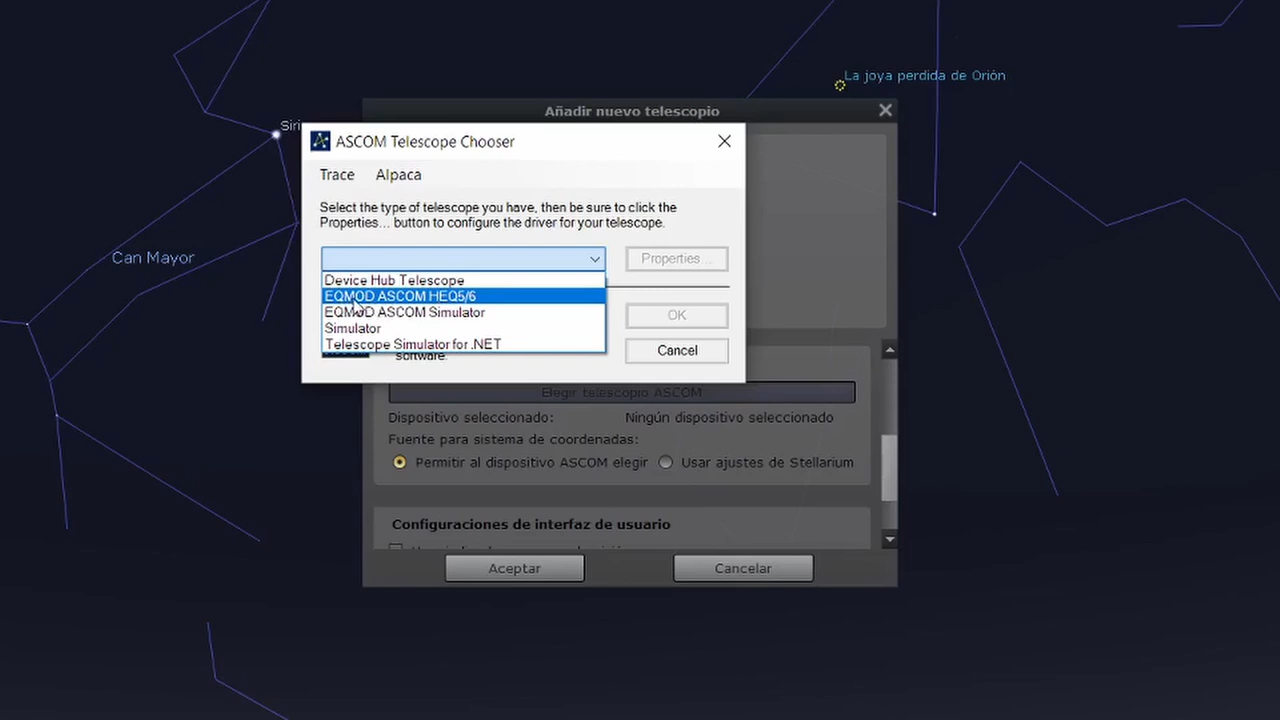 La joya perdida de Orión
Añadir nuevo telescopio
Siri
ASCOM Telescope Chooser
Trace Alpaca
Select the type of telescope you have, then be sure to click the
Properties... button to configure the driver for your telescope.
Can Mayor
Properties...
Device Hub Telescope
EQMOD ASCOM HEQ5/6
EQMOD ASCOM Simulator
OK
Simulator
Telescope Simulator for .NET
Cancel
software.
Elegir telescopio ASCOM
Dispositivo seleccionado: Ningún dispositivo seleccionado
Fuente para sistema de coordenadas:
Permitir al dispositivo ASCOM elegir Usar ajustes de Stellarium
Configuraciones de interfaz de usuario
Aceptar Cancelar